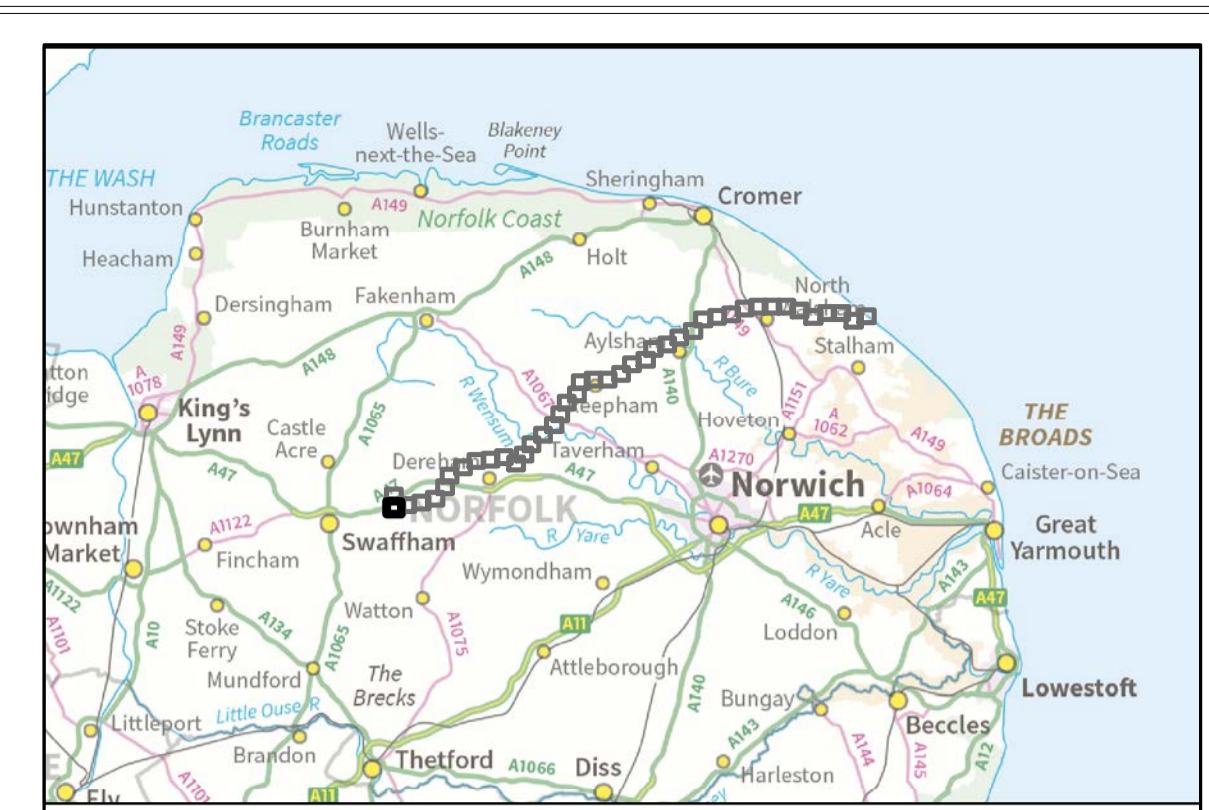 Brancaster
Roads
Wells-
next-the-Sea
Blakeney
Point
THE WASH
Hunstanton
Sheringham
Cromer
A149
Burnham
Market
Norfolk Coast
Heacham
Holt
A148
Dersingham
Fakenham
North
A149
A148
Aylsham
Stalham
A
1078
R Wensum
A1067
A140
R Bure
King's
Lynn
Castle
Acre
A1065
Reepham
Hoveton
A1151
A
1062
A149
THE
BROADS
A47
A47
Dereham
A47
Taverham
A1270
Norwich
Caister-on-Sea
A1064
A47
NORFOLK
A1122
Swaffham
R Yare
A47
Acle
Great
Yarmouth
Market
Fincham
Wymondham
R Yare
A143
A47
A1122
A1101
A10
Stoke
Ferry
A134
A1065
Watton
A1075
A11
A146
Loddon
Mundford
The
Brecks
Attleborough
A140
Bungay
Lowestoft
Littleport
Little Ouse R
Brandon
A143
Beccles
A144
A145
A12
Thetford
A1066
Diss
Harleston
A1101
Ely
A11